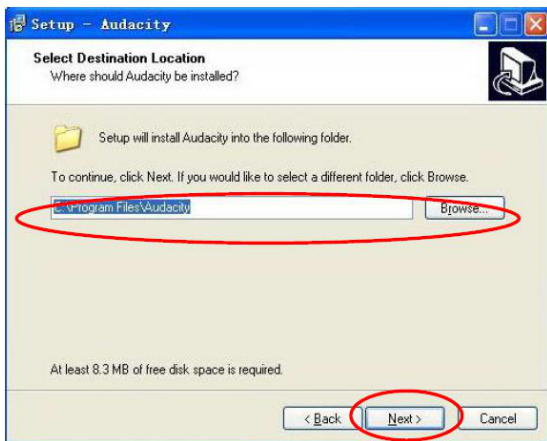 Setup - Audacity
Select Destination Location
Where should Audacity be installed?
Setup will install Audacity into the following folder.
To continue, click Next. If you would like to select a different folder, click Browse.
\Program Files\Audacity
Browse...
At least 8.3 MB of free disk space is required.
< Back
Next >
Cancel